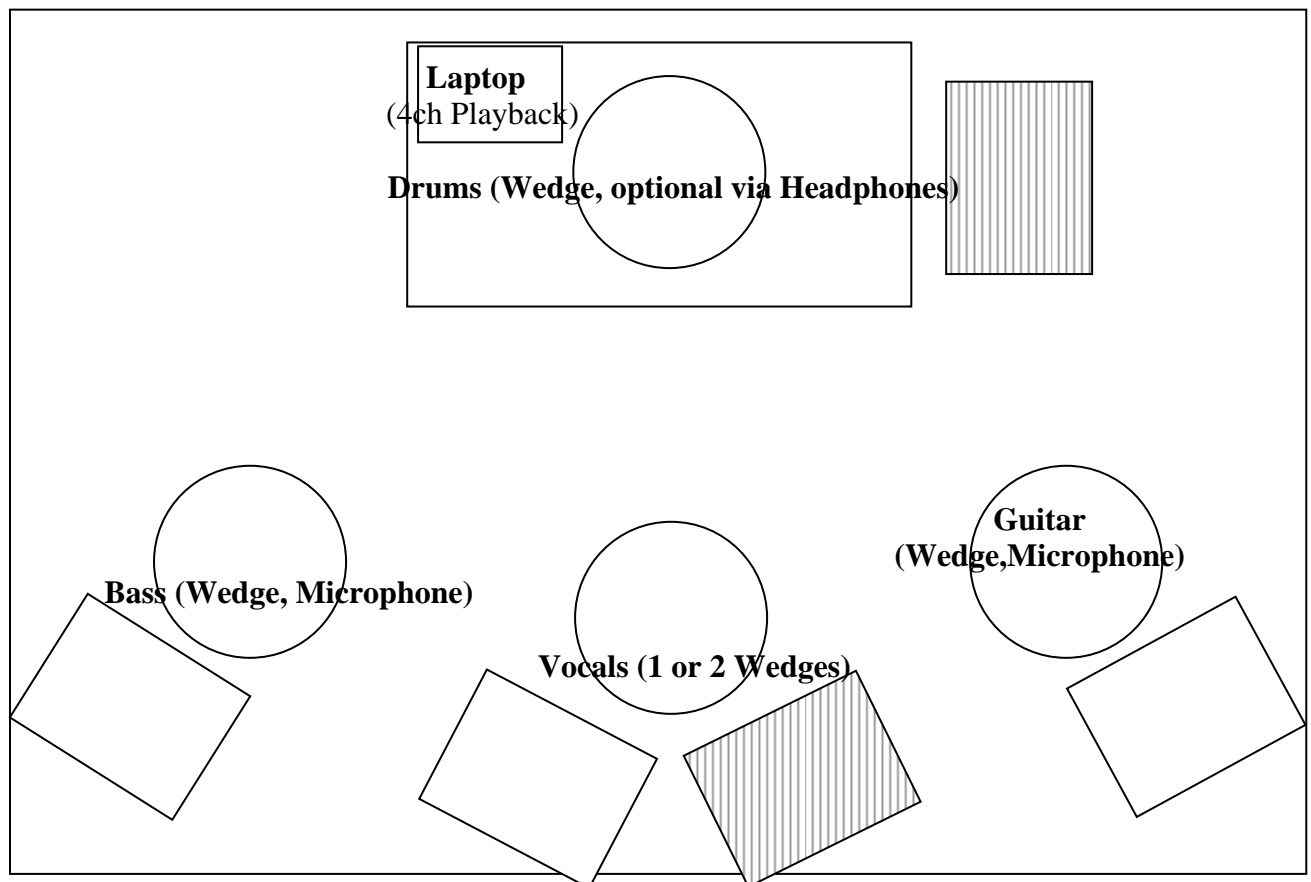 Laptop
(4ch Playback)
Drums (Wedge, optional via Headphones)
Guitar
(Wedge,Microphone)
Bass (Wedge, Microphone)
Vocals (1 or 2 Wedges)